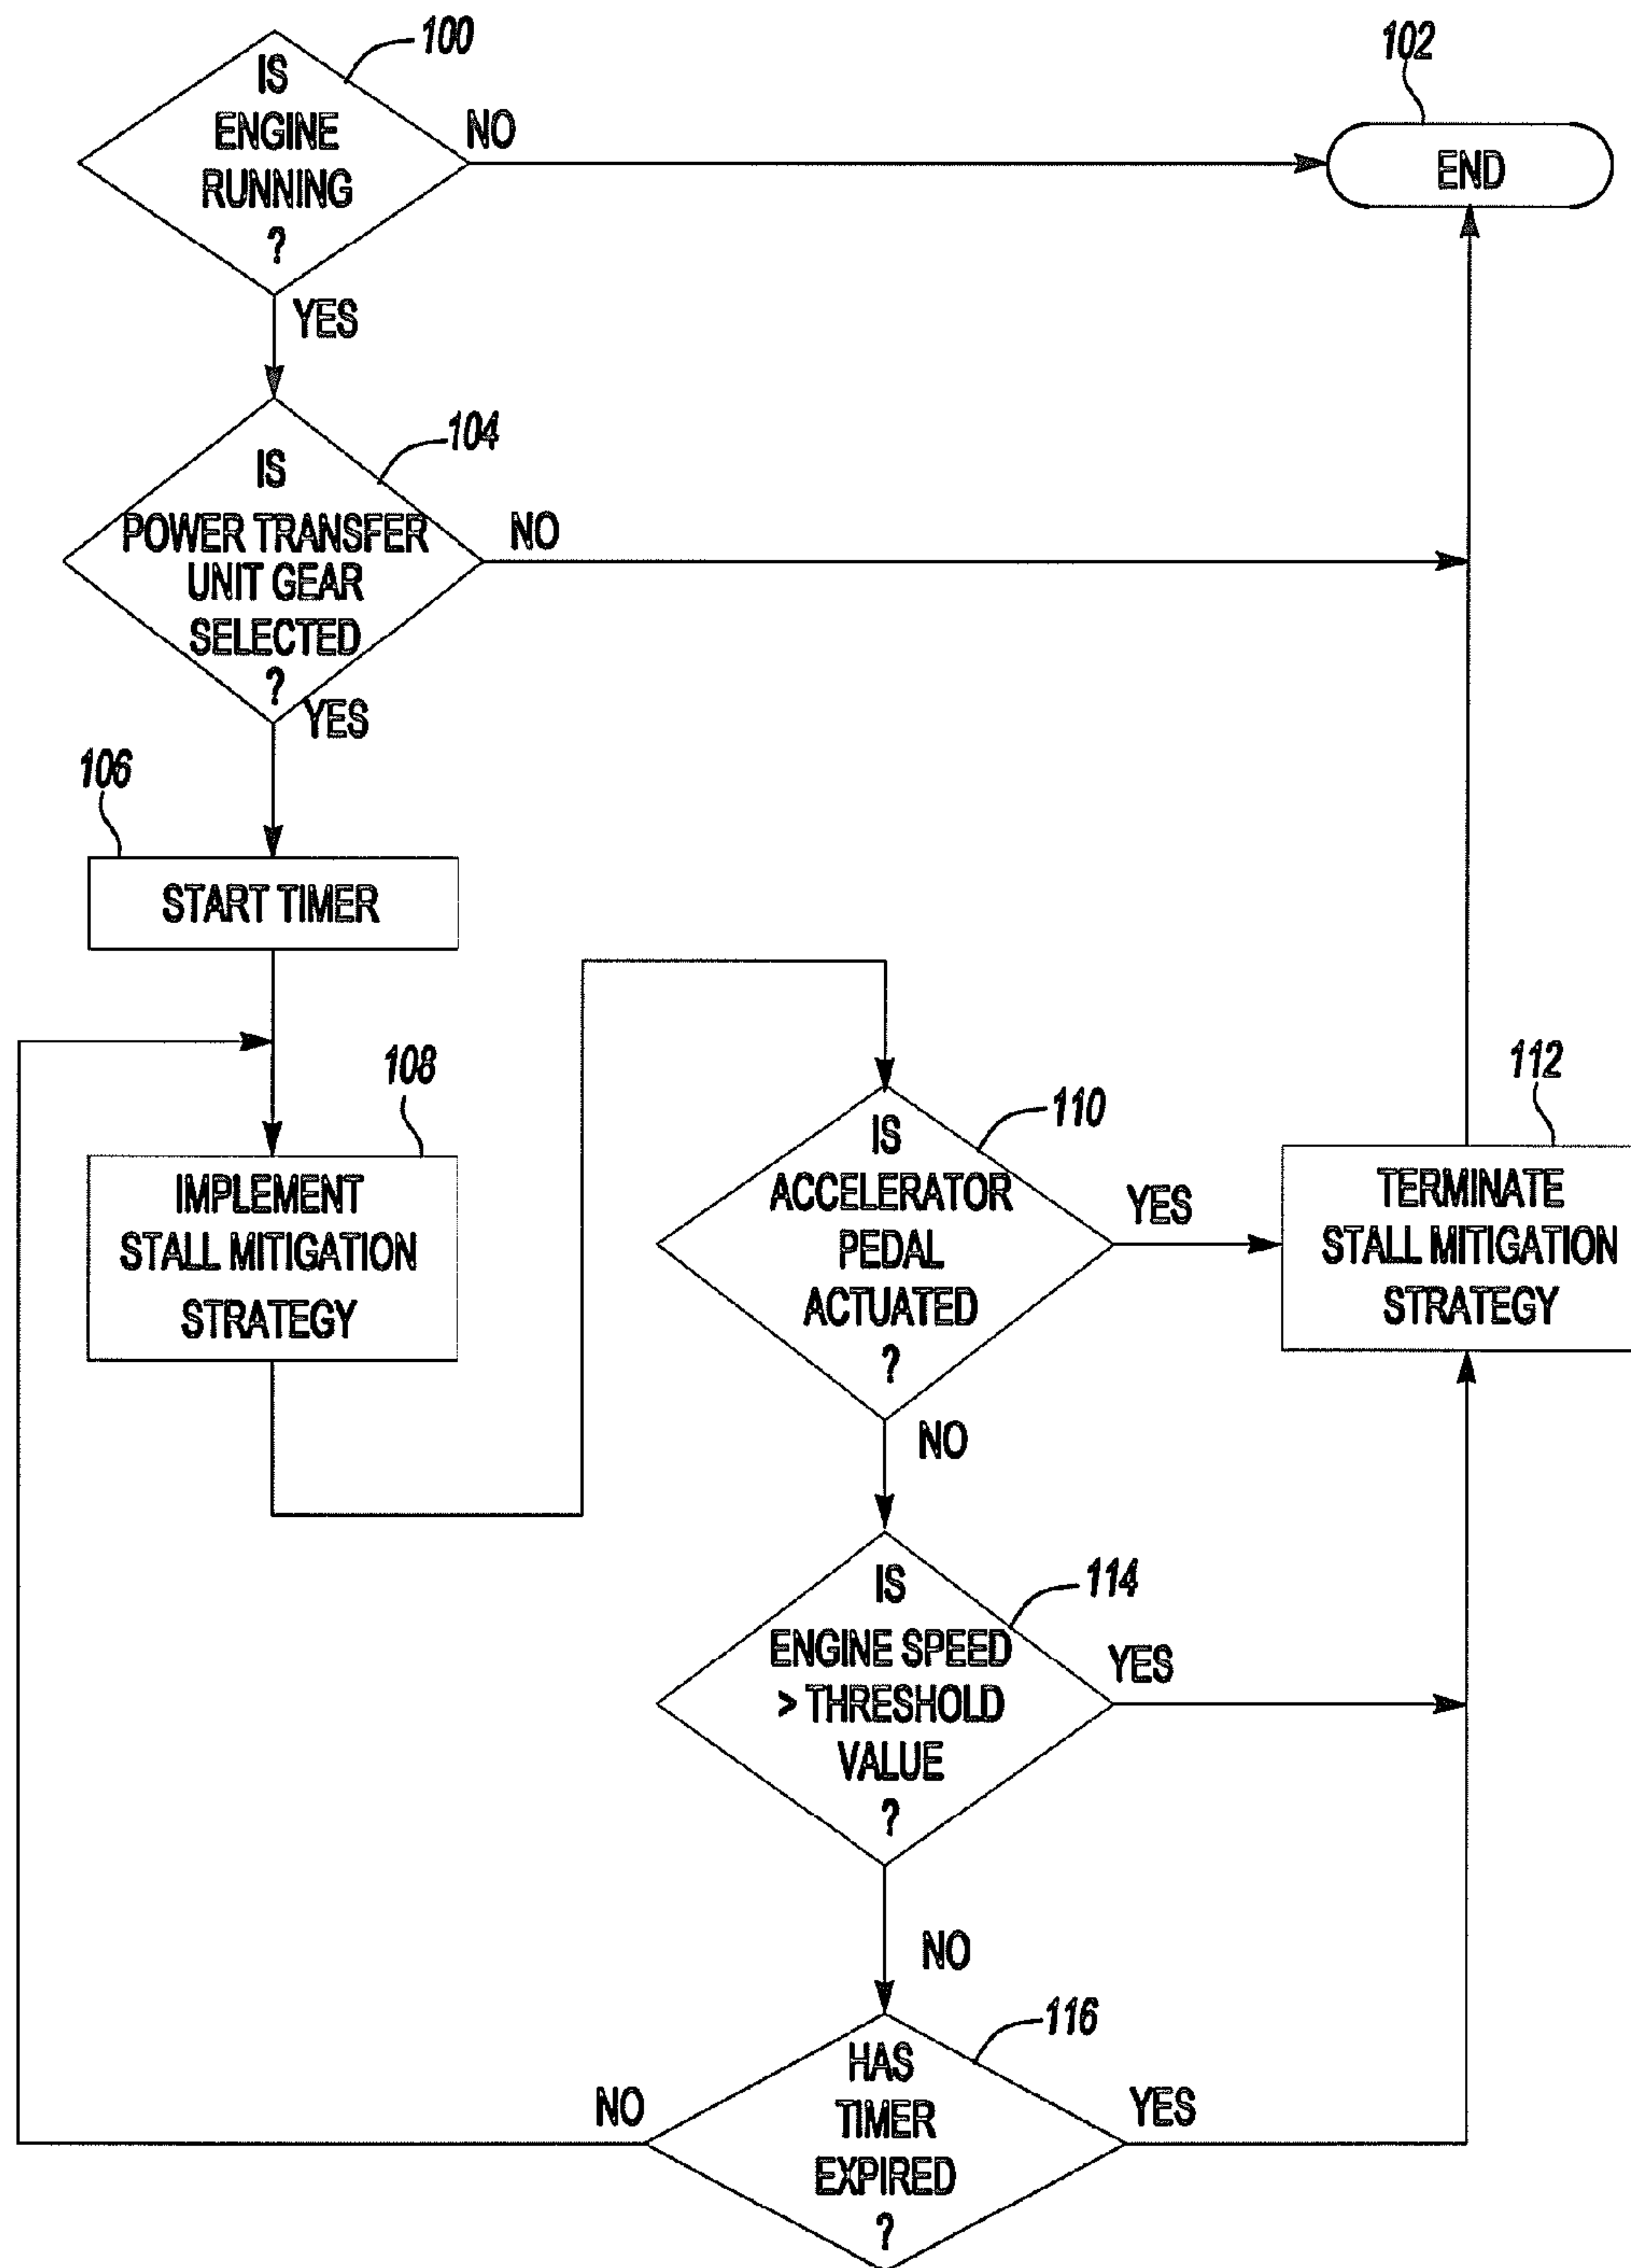 100
IS
ENGINE
RUNNING
?
NO
YES
102
END
104
IS
POWER TRANSFER
UNIT GEAR
SELECTED
?
NO
YES
106
START TIMER
108
IMPLEMENT
STALL MITIGATION
STRATEGY
110
IS
ACCELERATOR
PEDAL
ACTUATED
?
YES
NO
112
TERMINATE
STALL MITIGATION
STRATEGY
114
IS
ENGINE SPEED
> THRESHOLD
VALUE
?
YES
NO
116
HAS
TIMER
EXPIRED
?
NO
YES